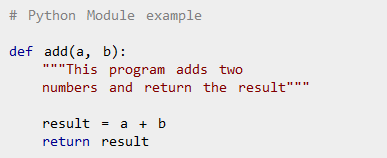 # Python Module example

def add(a, b):
    """This program adds two
    numbers and return the result"""

    result = a + b
    return result